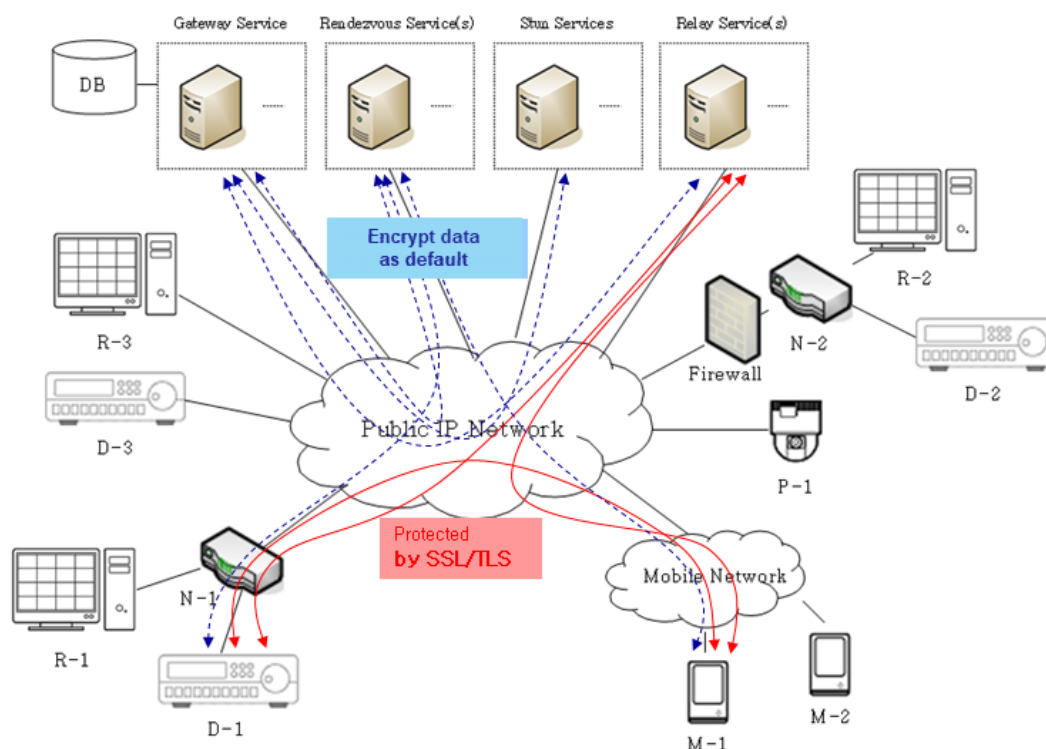 Gateway Service
Rendezvous Service(s)
Stun Services
Relay Service(s)
DB
Encrypt data
as default
R-3
R-2
N-2
Firewall
D-2
D-3
Public IP Network
P-1
Protected
by SSL/TLS
Mobile Network
N-1
R-1
D-1
M-2
M-1